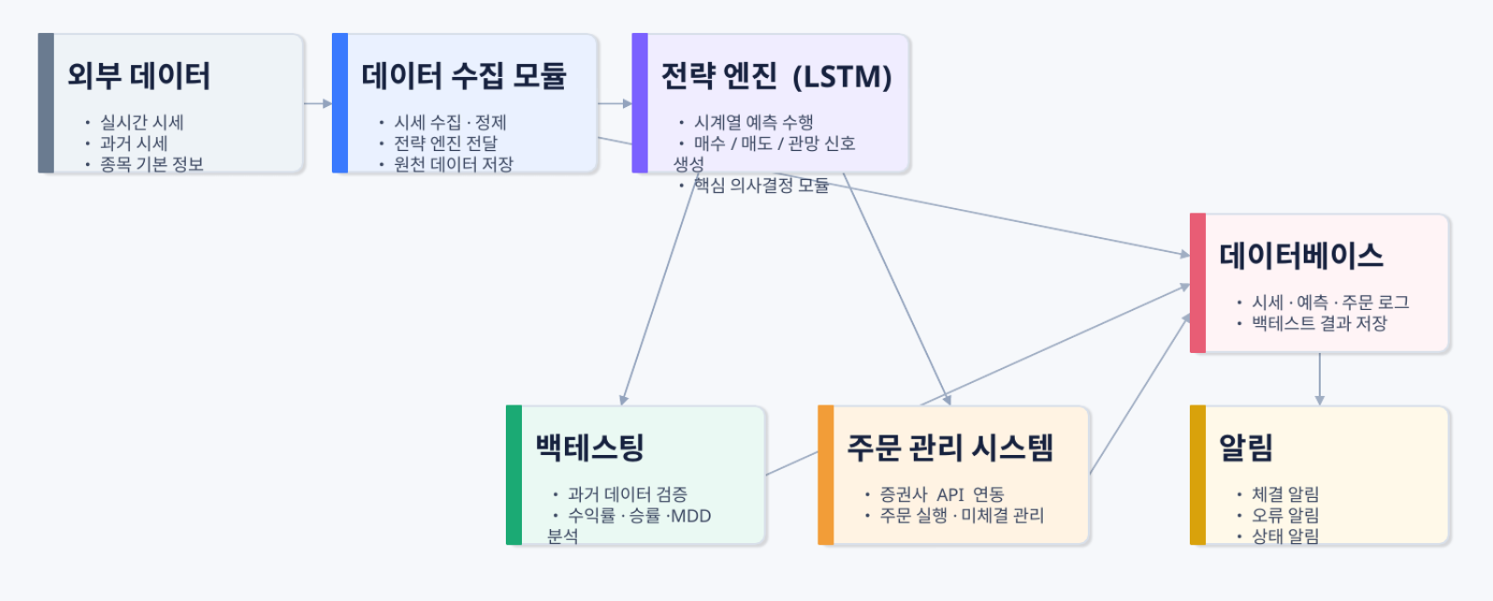 외부 데이터
• 실시간 시세
• 과거 시세
• 종목 기본 정보
데이터 수집 모듈
• 시세 수집 · 정제
• 전략 엔진 전달
• 원천 데이터 저장
전략 엔진 (LSTM)
• 시계열 예측 수행
• 매수 / 매도 / 관망 신호
생성
• 핵심 의사결정 모듈
데이터베이스
• 시세 · 예측 · 주문 로그
• 백테스트 결과 저장
백테스팅
• 과거 데이터 검증
• 수익률 · 승률 ·MDD
분석
주문 관리 시스템
• 증권사 API 연동
• 주문 실행 · 미체결 관리
알림
• 체결 알림
• 오류 알림
• 상태 알림